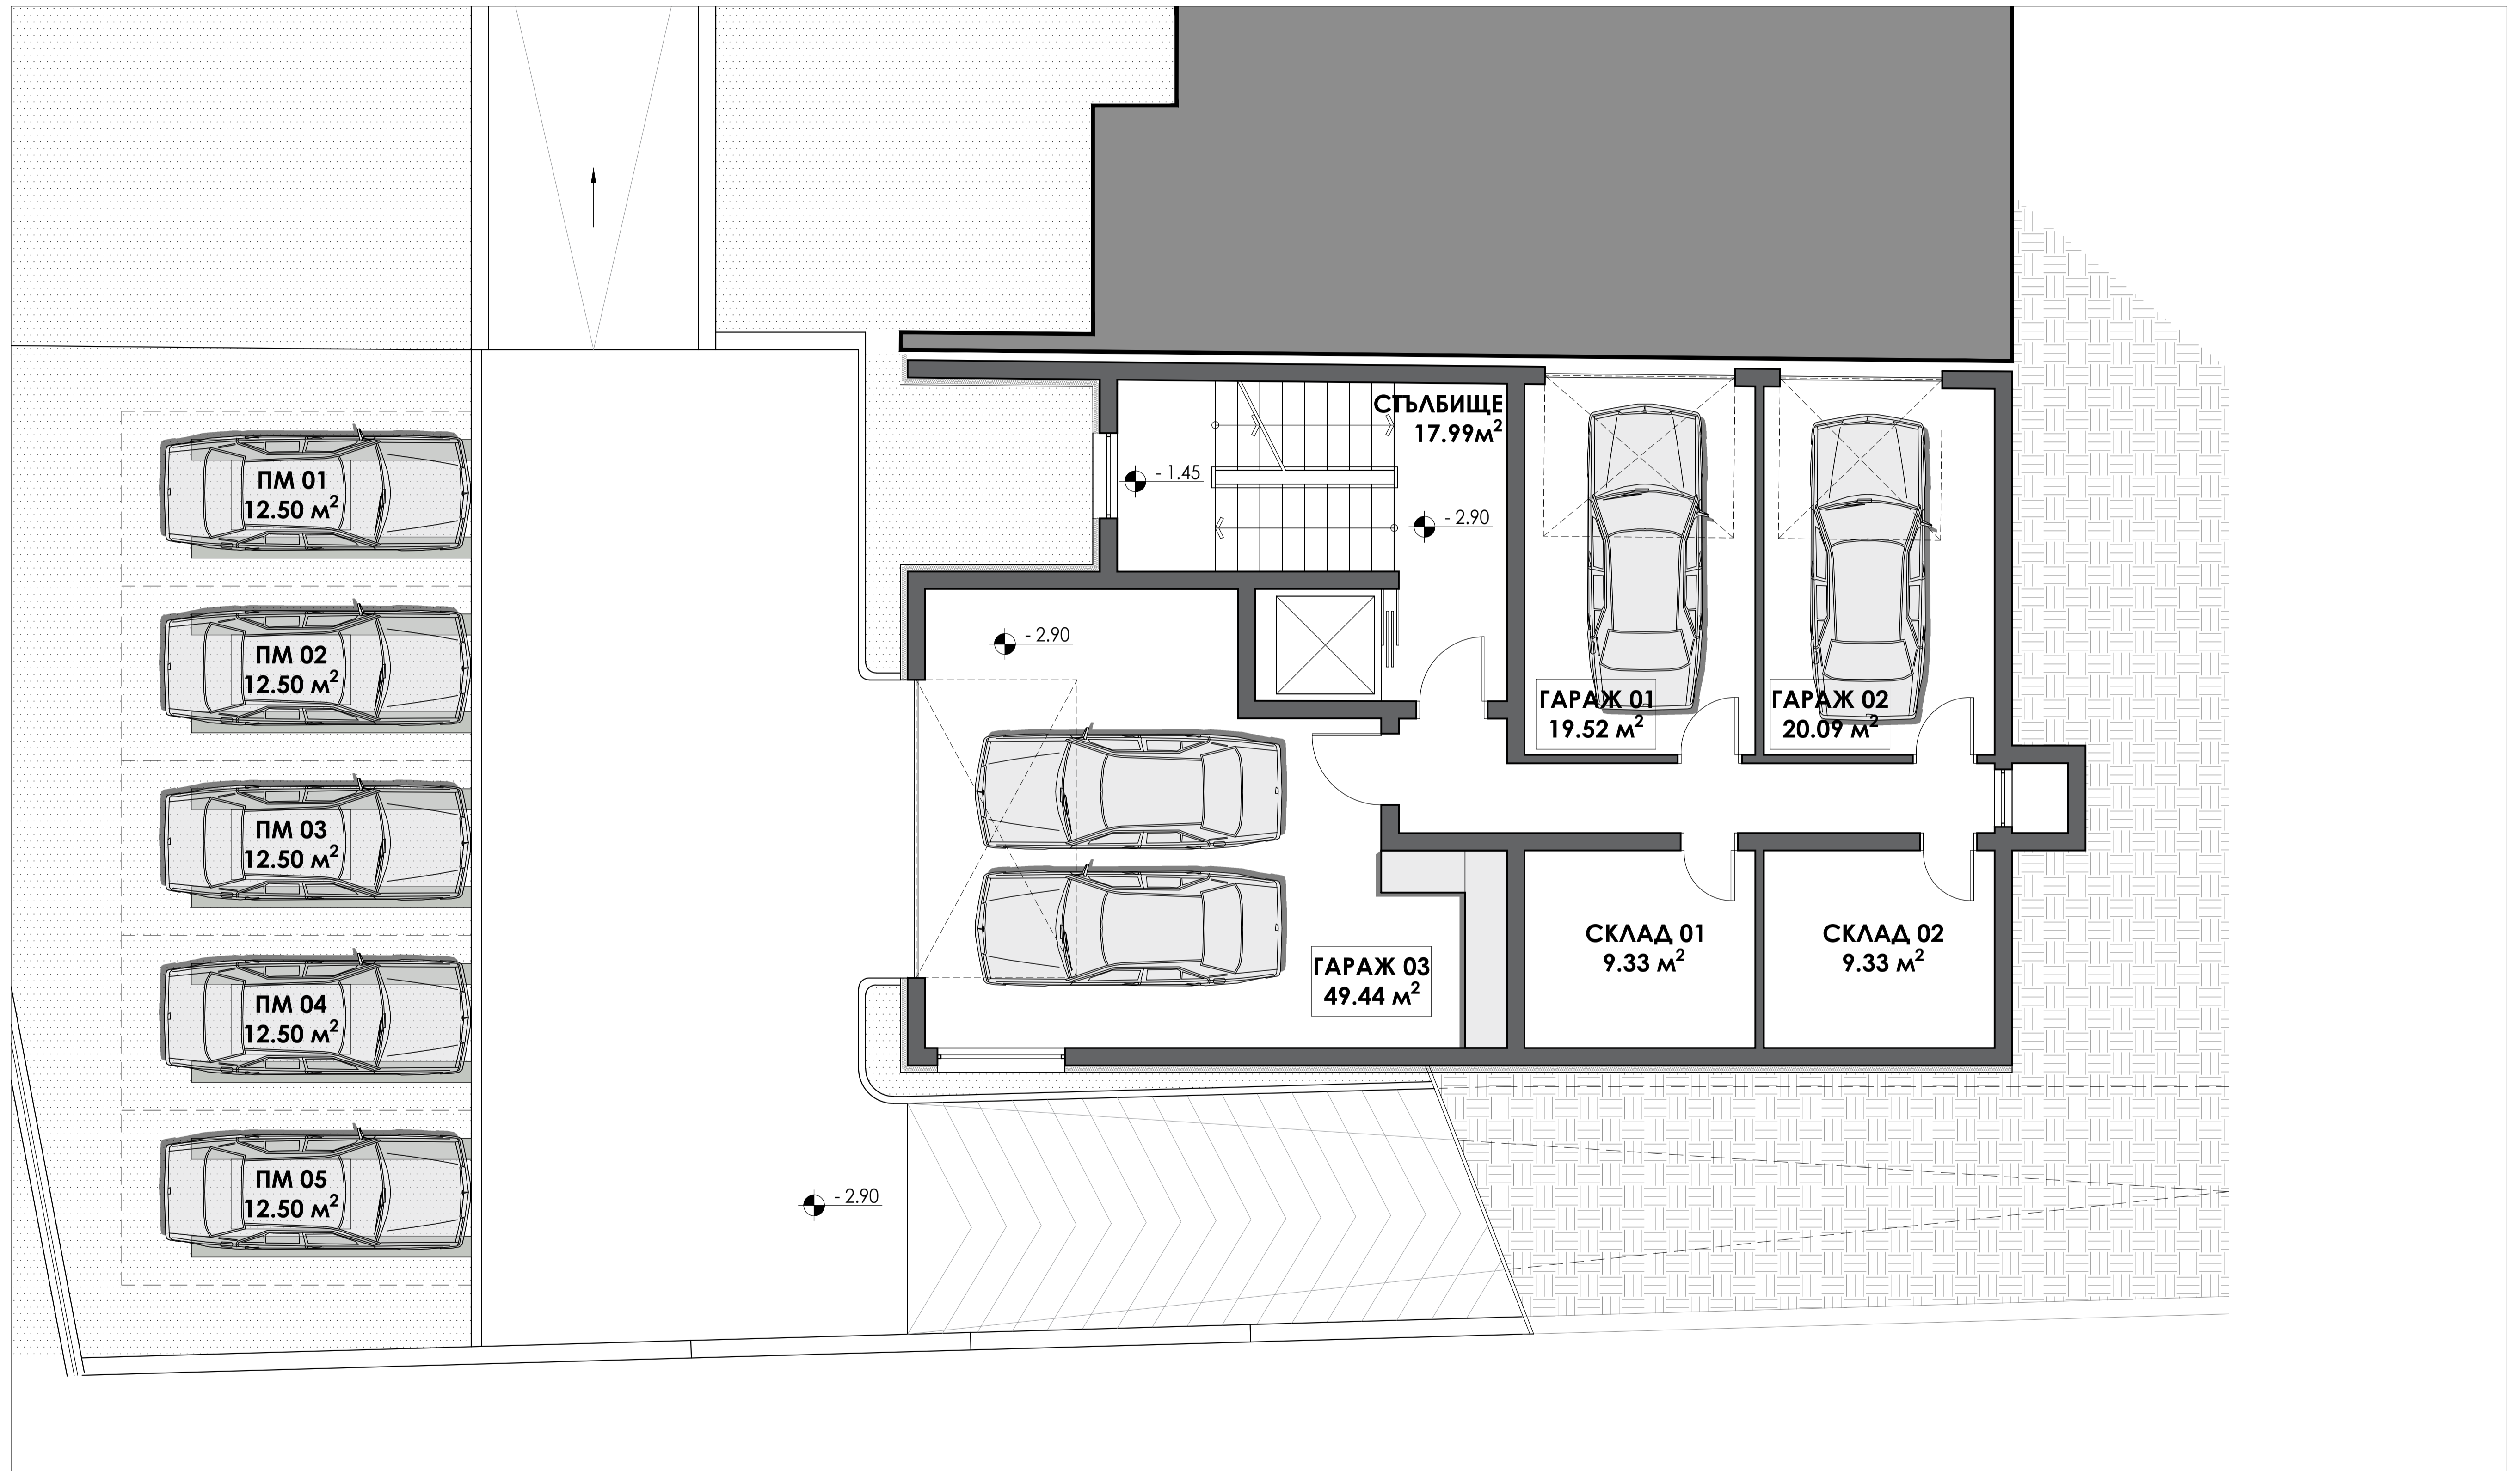 СТЪЛБИЩЕ
17.99м²
- 1.45
- 2.90
ПМ 01
12.50 м²
ПМ 02
12.50 м²
- 2.90
ГАРАЖ 01
19.52 м²
ГАРАЖ 02
20.09 м²
ПМ 03
12.50 м²
ГАРАЖ 03
49.44 м²
СКЛАД 01
9.33 м²
СКЛАД 02
9.33 м²
ПМ 04
12.50 м²
ПМ 05
12.50 м²
- 2.90